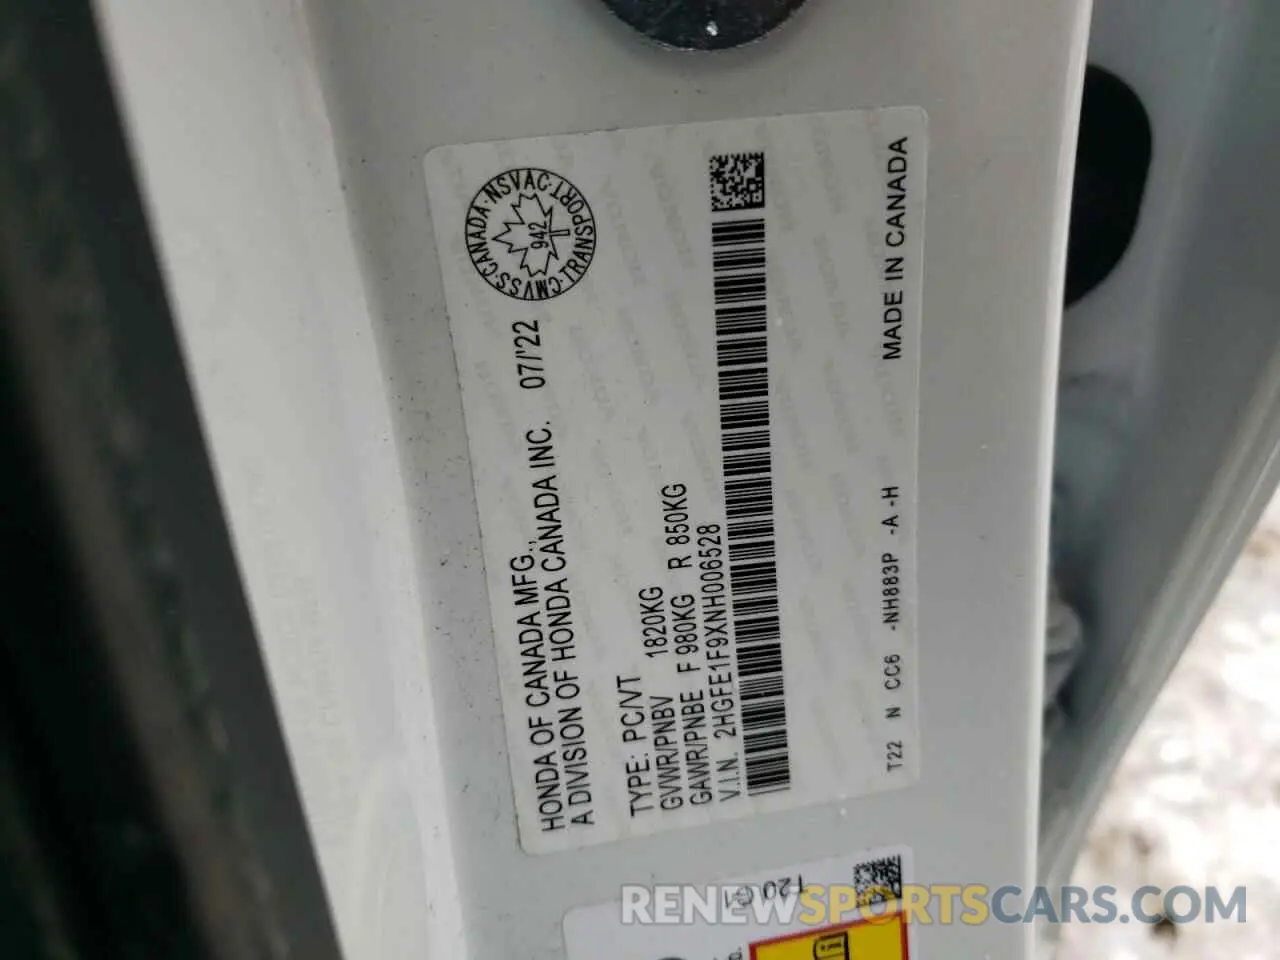 HONDA OF CANADA MFG.,
A DIVISION OF HONDA CANADA INC. 07/'22
CMVSS·CANADA·NSVAC·TRANSPORT
942
TYPE: PC/VT
GVWR/PNBV 1820KG
GAWR/PNBE F 980KG R 850KG
V.I.N. 2HGFE1F9XNH006528
T22 N CC6 -NH883P -A -H MADE IN CANADA
RENEWSPORTSCARS.COM